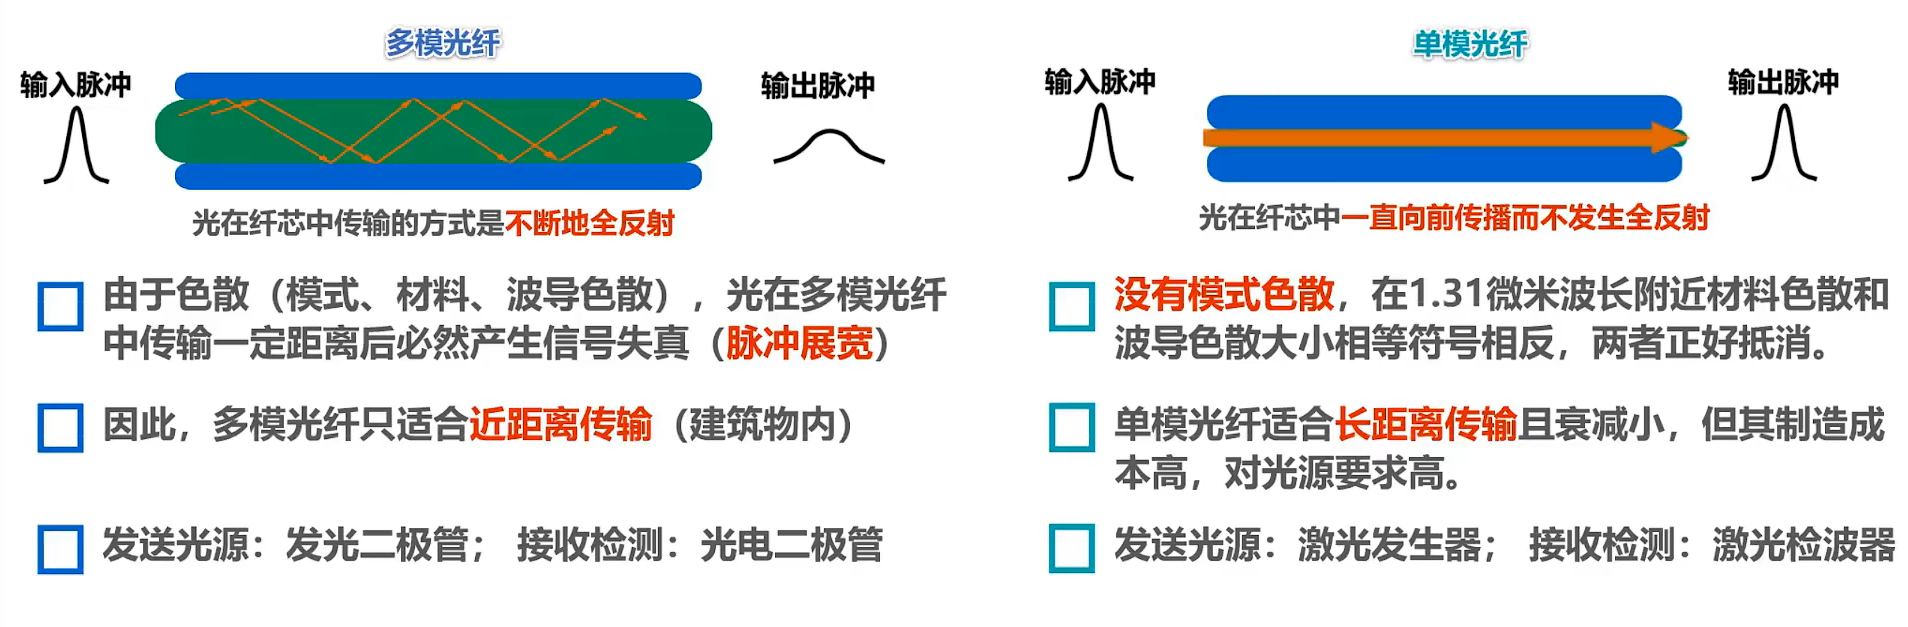 多模光纤
输入脉冲
输出脉冲
光在纤芯中传输的方式是不断地全反射
由于色散（模式、材料、波导色散），光在多模光纤
中传输一定距离后必然产生信号失真（脉冲展宽）
因此，多模光纤只适合近距离传输（建筑物内）
发送光源：发光二极管； 接收检测：光电二极管
单模光纤
输入脉冲
输出脉冲
光在纤芯中一直向前传播而不发生全反射
没有模式色散，在1.31微米波长附近材料色散和
波导色散大小相等符号相反，两者正好抵消。
单模光纤适合长距离传输且衰减小，但其制造成
本高，对光源要求高。
发送光源：激光发生器； 接收检测：激光检波器